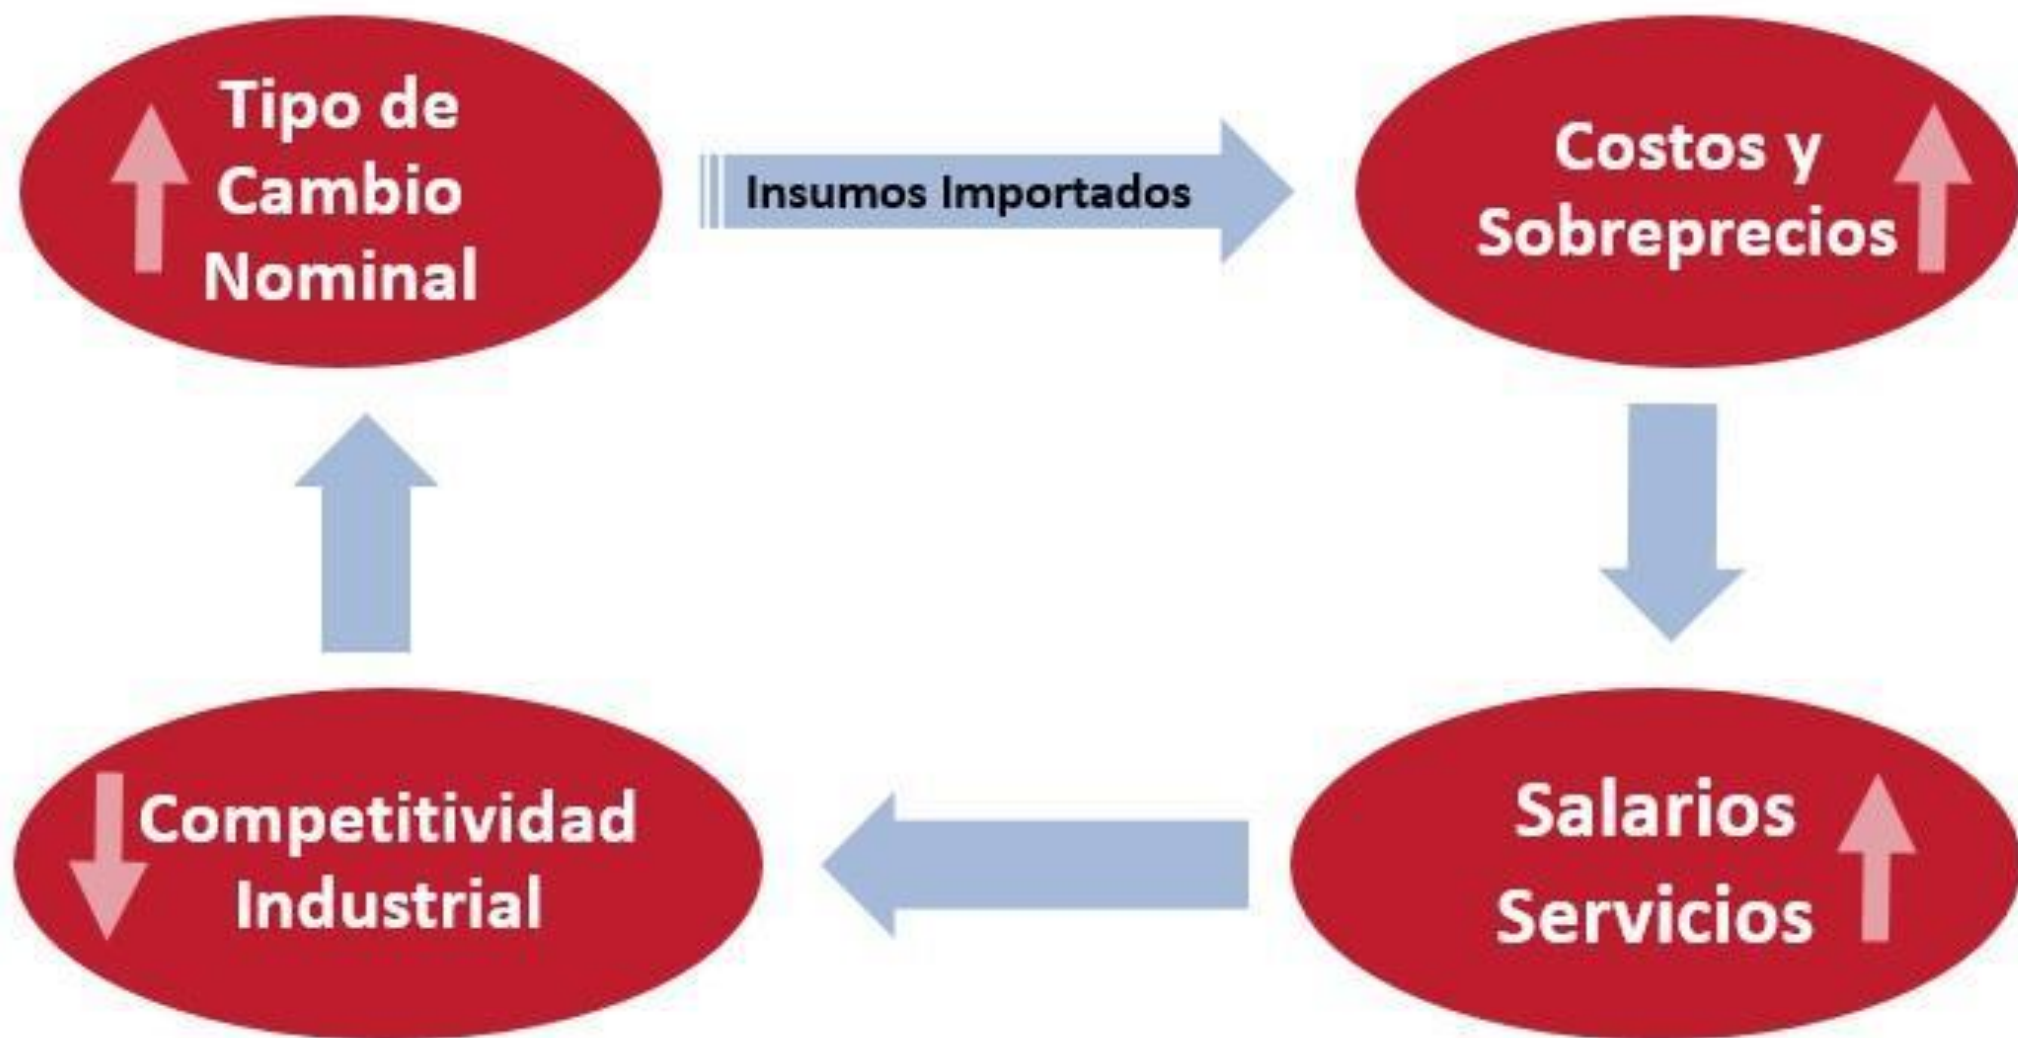 Tipo de
Cambio
Nominal
Insumos Importados
Costos y
Sobreprecios
Salarios
Servicios
Competitividad
Industrial